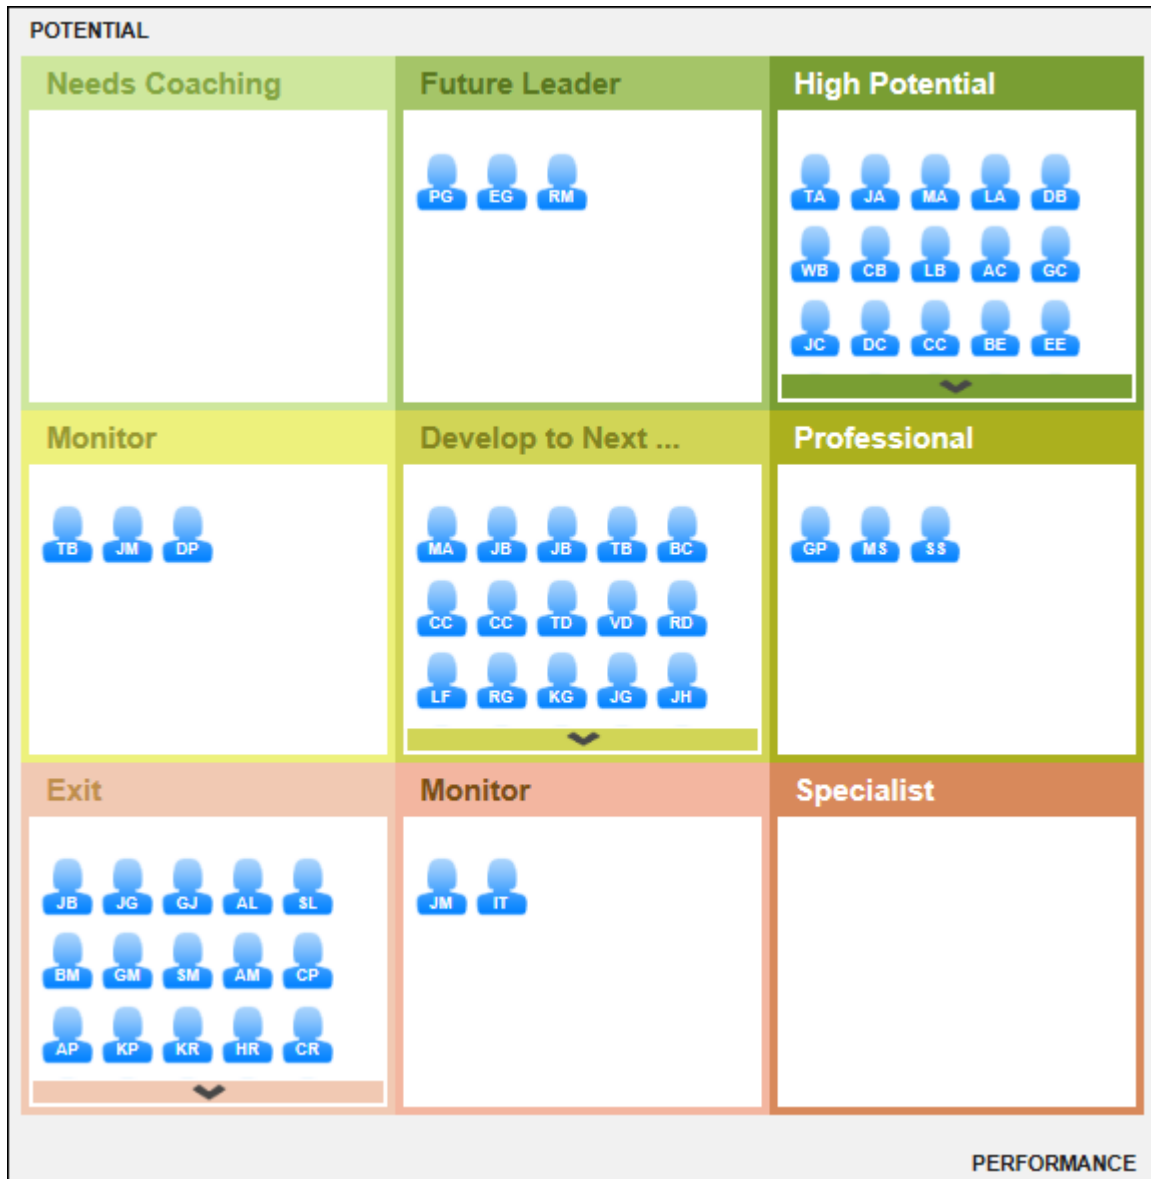 POTENTIAL
Needs Coaching
Future Leader
High Potential
PG EG RM
TA JA MA LA DB
WB CB LB AC GC
JC DC CC BE EE
Monitor
Develop to Next ...
Professional
TB JM DP
MA JB JB TB BC
CC CC TD VD RD
LF RG KG JG JH
GP MS SS
Exit
Monitor
Specialist
JB JG GJ AL SL
BM GM SM AM CP
AP KP KR HR CR
JM IT
PERFORMANCE